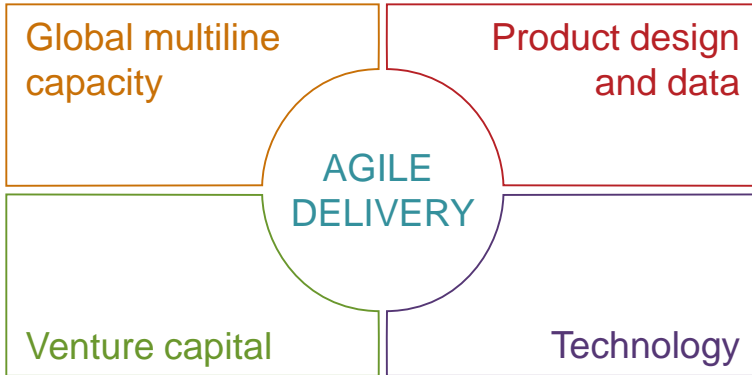 Global multiline
capacity
Product design
and data
AGILE
DELIVERY
Venture capital
Technology